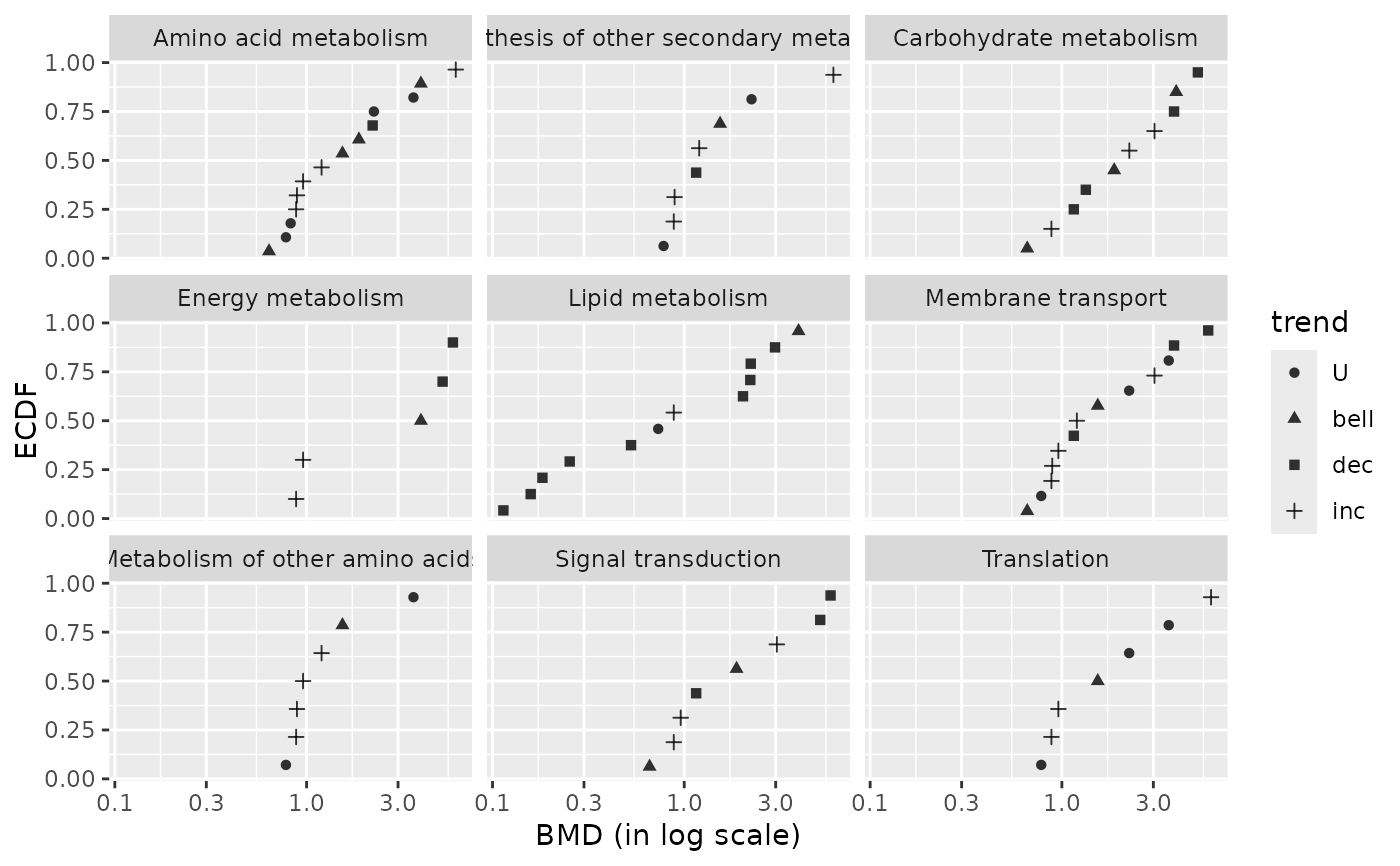 Amino acid metabolism
thesis of other secondary meta
Carbohydrate metabolism
1.00
0.75
0.50
0.25
0.00
Energy metabolism
Lipid metabolism
Membrane transport
1.00
0.75
0.50
0.25
0.00
Metabolism of other amino acids
Signal transduction
Translation
1.00
0.75
0.50
0.25
0.00
0.1 0.3 1.0 3.0
0.1 0.3 1.0 3.0
0.1 0.3 1.0 3.0
BMD (in log scale)
ECDF
trend
U
bell
dec
inc